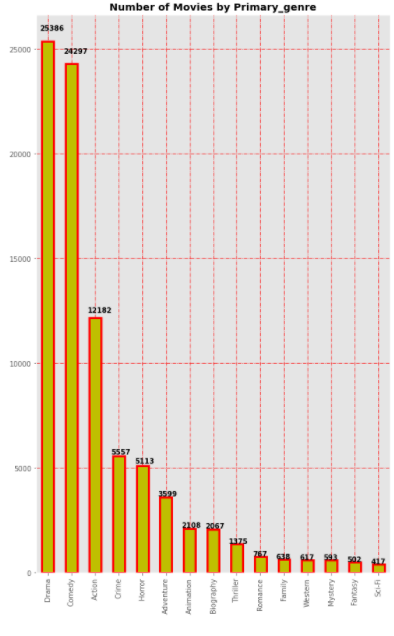 Number of Movies by Primary_genre
25386
24297
12182
5557
5113
3599
2108
2067
1375
767
638
617
593
502
417
25000
20000
15000
10000
5000
0
Drama
Comedy
Action
Crime
Horror
Adventure
Animation
Biography
Thriller
Romance
Family
Western
Mystery
Fantasy
Sci-Fi